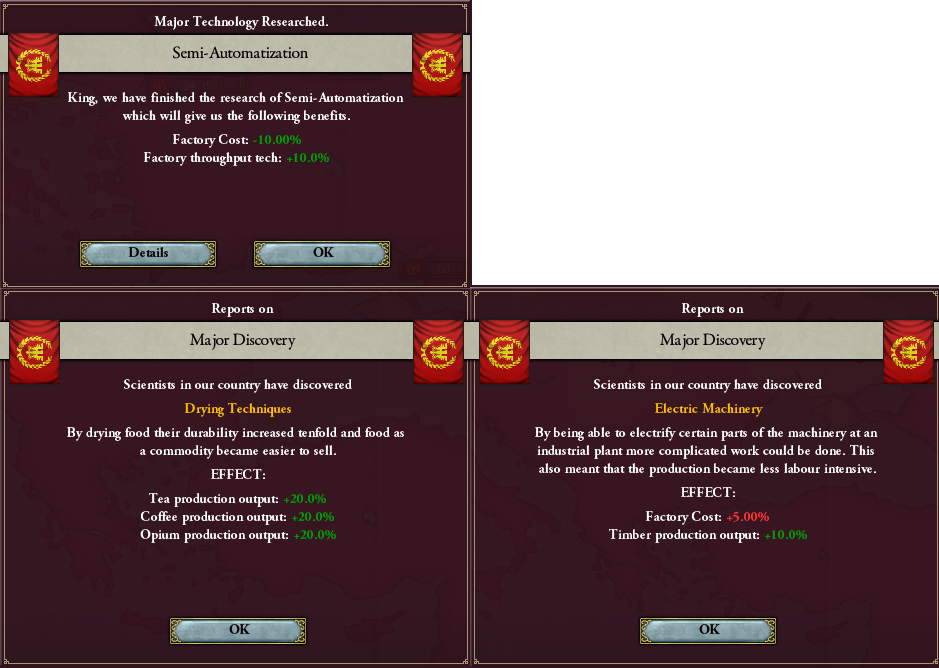 Major Technology Researched.
Semi-Automatization
King, we have finished the research of Semi-Automatization
which will give us the following benefits.
Factory Cost: -10.00%
Factory throughput tech: +10.0%
Details
OK
Reports on
Major Discovery
Scientists in our country have discovered
Drying Techniques
By drying food their durability increased tenfold and food as
a commodity became easier to sell.
EFFECT:
Tea production output: +20.0%
Coffee production output: +20.0%
Opium production output: +20.0%
OK
Reports on
Major Discovery
Scientists in our country have discovered
Electric Machinery
By being able to electrify certain parts of the machinery at an
industrial plant more complicated work could be done. This
also meant that the production became less labour intensive.
EFFECT:
Factory Cost: +5.00%
Timber production output: +10.0%
OK